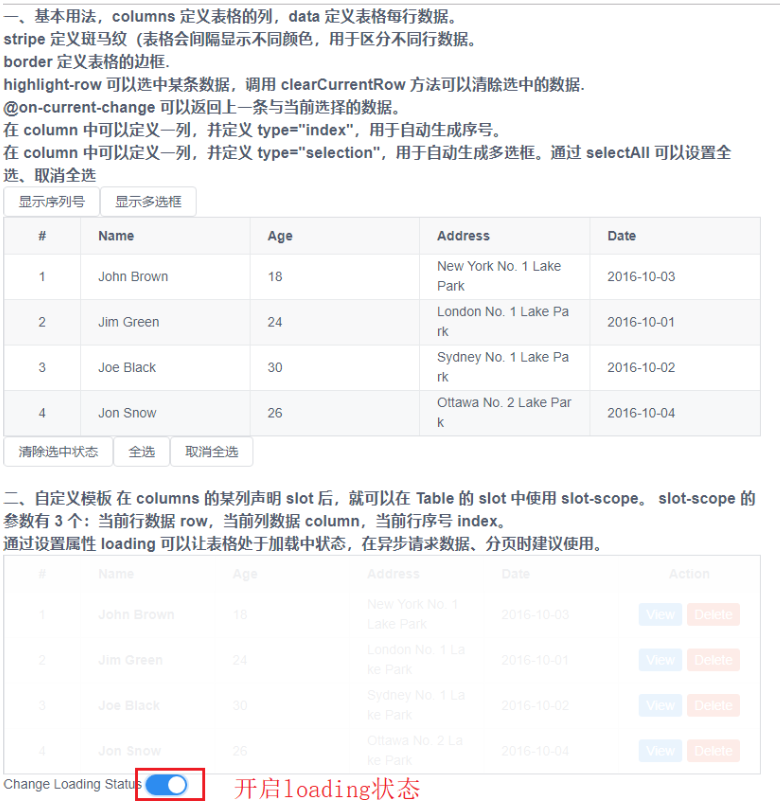 一、基本用法，columns 定义表格的列，data 定义表格每行数据。
stripe 定义斑马纹（表格会间隔显示不同颜色，用于区分不同行数据。
border 定义表格的边框.
highlight-row 可以选中某条数据，调用 clearCurrentRow 方法可以清除选中的数据.
@on-current-change 可以返回上一条与当前选择的数据。
在 column 中可以定义一列，并定义 type="index"，用于自动生成序号。
在 column 中可以定义一列，并定义 type="selection"，用于自动生成多选框。通过 selectAll 可以设置全
选、取消全选
显示序列号 显示多选框
# Name Age Address Date
1 John Brown 18 New York No. 1 Lake
Park 2016-10-03
2 Jim Green 24 London No. 1 Lake Pa
rk 2016-10-01
3 Joe Black 30 Sydney No. 1 Lake Pa
rk 2016-10-02
4 Jon Snow 26 Ottawa No. 2 Lake Par
k 2016-10-04
清除选中状态 全选 取消全选
二、自定义模板 在 columns 的某列声明 slot 后，就可以在 Table 的 slot 中使用 slot-scope。 slot-scope 的
参数有 3 个：当前行数据 row，当前列数据 column，当前行序号 index。
通过设置属性 loading 可以让表格处于加载中状态，在异步请求数据、分页时建议使用。
# Name Age Address Date Action
1 John Brown 18 New York No. 1
Lake Park 2016-10-03 View Delete
2 Jim Green 24 London No. 1 La
ke Park 2016-10-01 View Delete
3 Joe Black 30 Sydney No. 1 La
ke Park 2016-10-02 View Delete
4 Jon Snow 26 Ottawa No. 2 La
ke Park 2016-10-04 View Delete
Change Loading Status 开启loading状态